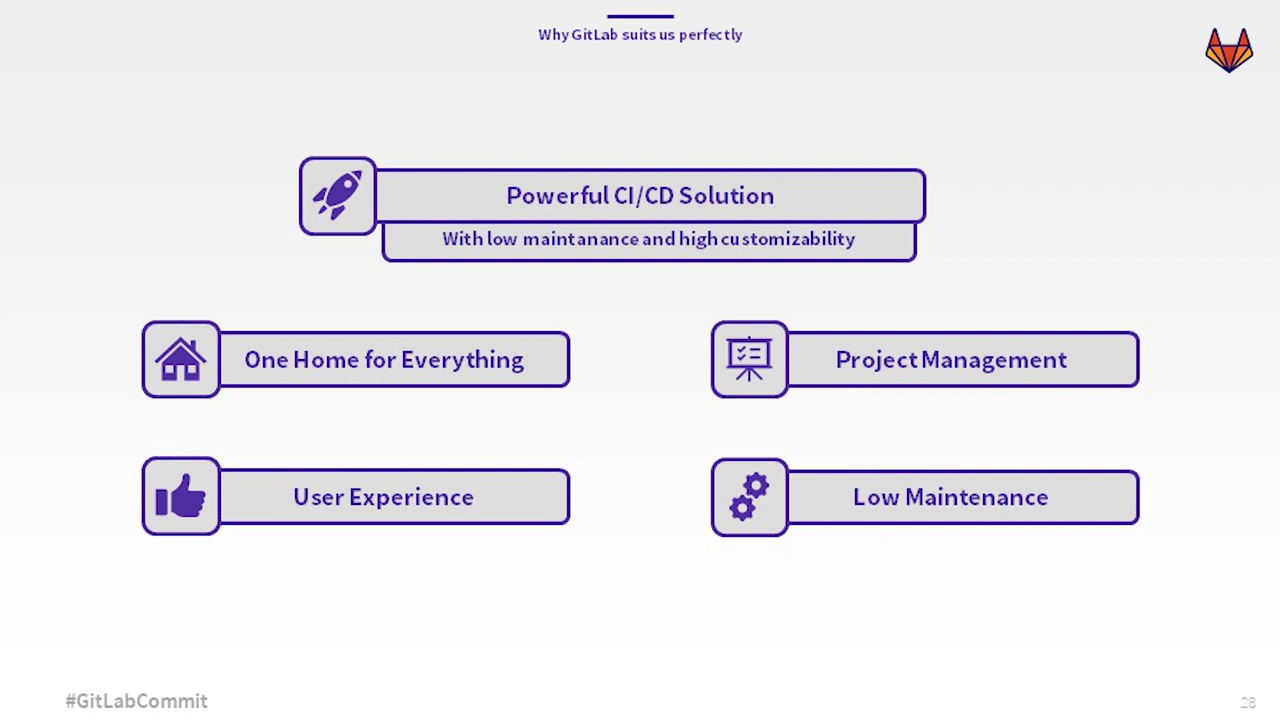 Why GitLab suits us perfectly
Powerful CI/CD Solution
With low maintanance and high customizability
One Home for Everything
Project Management
User Experience
Low Maintenance
#GitLabCommit
28